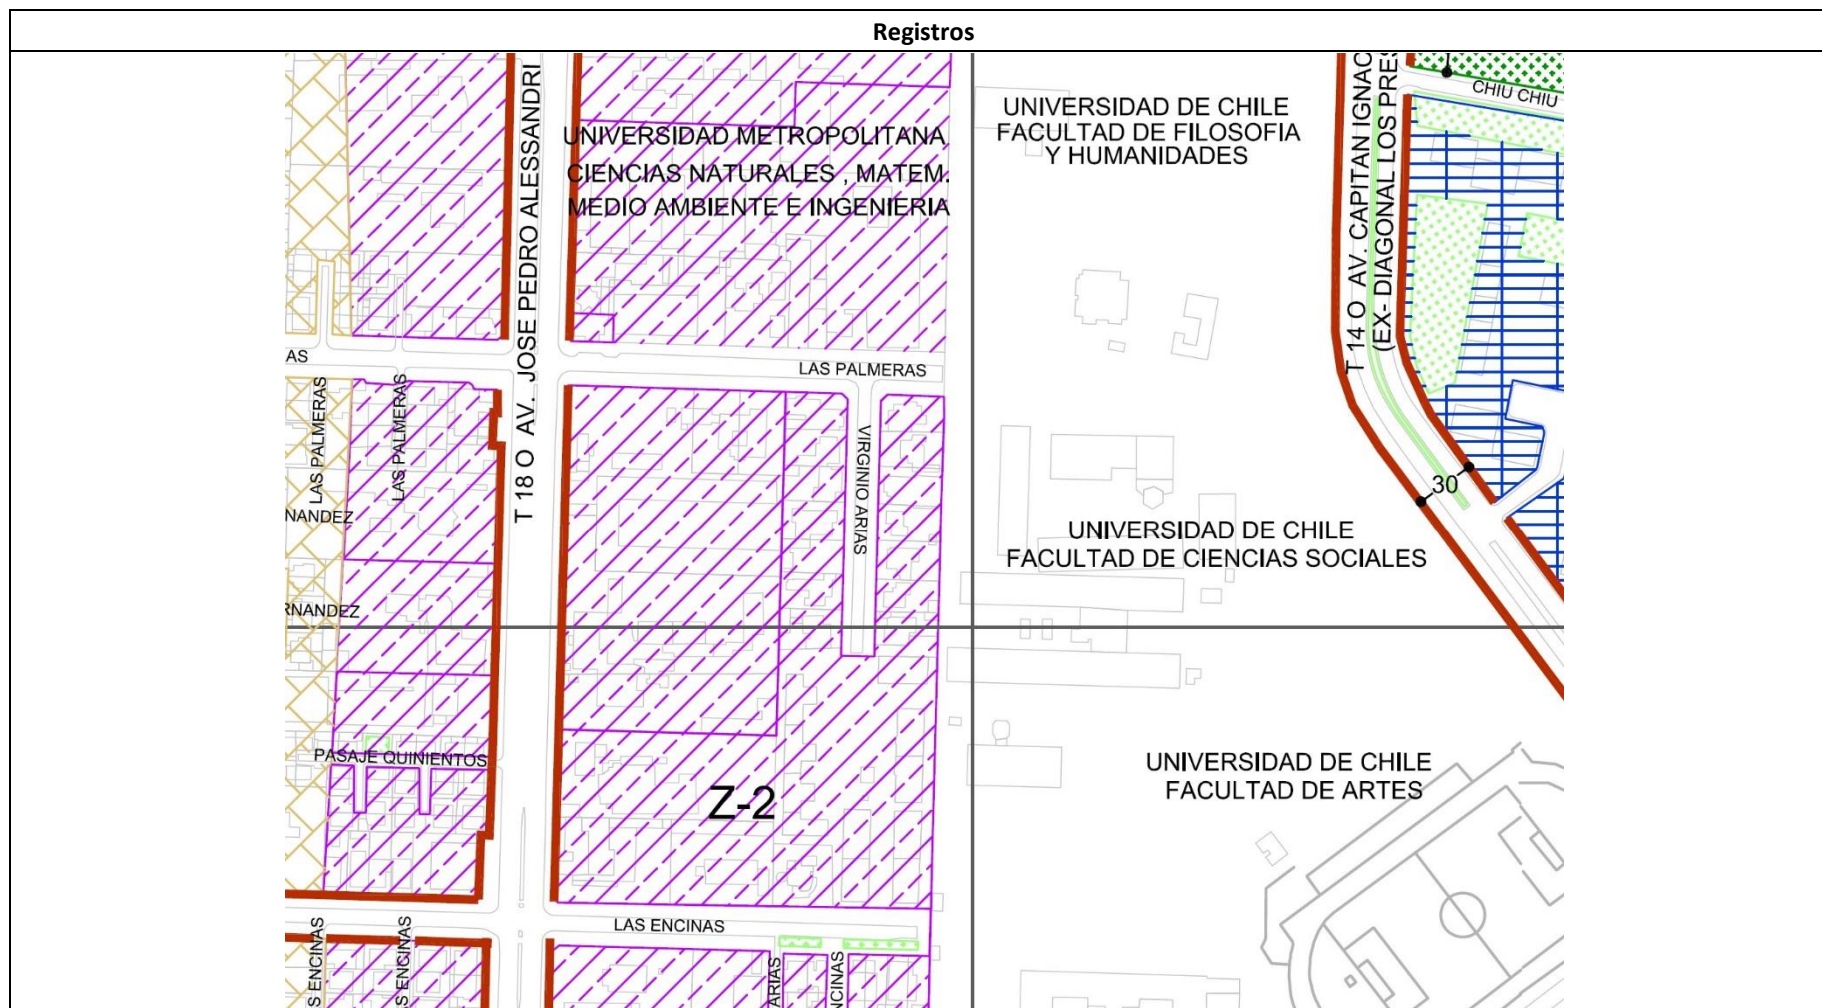 Registros
UNIVERSIDAD METROPOLITANA
CIENCIAS NATURALES , MATEM.
MEDIO AMBIENTE E INGENIERIA
UNIVERSIDAD DE CHILE
FACULTAD DE FILOSOFIA
Y HUMANIDADES
T 14 O AV. CAPITAN IGNAC
(EX- DIAGONAL LOS PRES
CHIU CHIU
T 18 O AV. JOSE PEDRO ALESSANDRI
AS
LAS PALMERAS
LAS PALMERAS
LAS PALMERAS
VIRGINIO ARIAS
30
NANDEZ
UNIVERSIDAD DE CHILE
FACULTAD DE CIENCIAS SOCIALES
RNANDEZ
PASAJE QUINIENTOS
Z-2
UNIVERSIDAD DE CHILE
FACULTAD DE ARTES
LAS ENCINAS
S ENCINAS
S ENCINAS
ARIAS
NCINAS